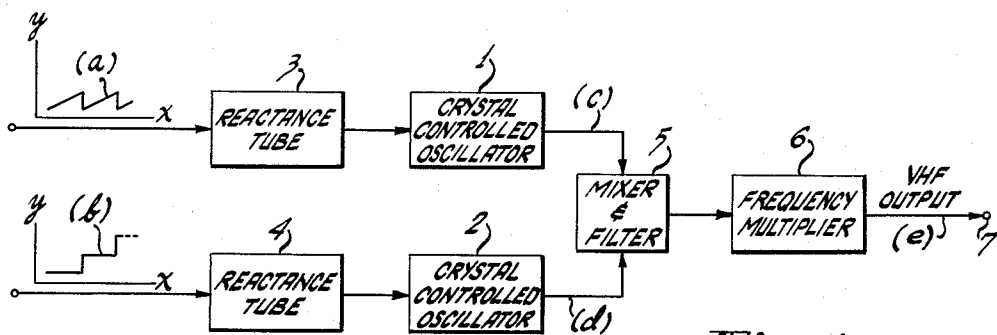 y
(a)
x
3
REACTANCE
TUBE
1
CRYSTAL
CONTROLLED
OSCILLATOR
(c)
5
MIXER
&
FILTER
6
FREQUENCY
MULTIPLIER
VHF
OUTPUT
(e)
7
y
(b)
x
4
REACTANCE
TUBE
2
CRYSTAL
CONTROLLED
OSCILLATOR
(d)